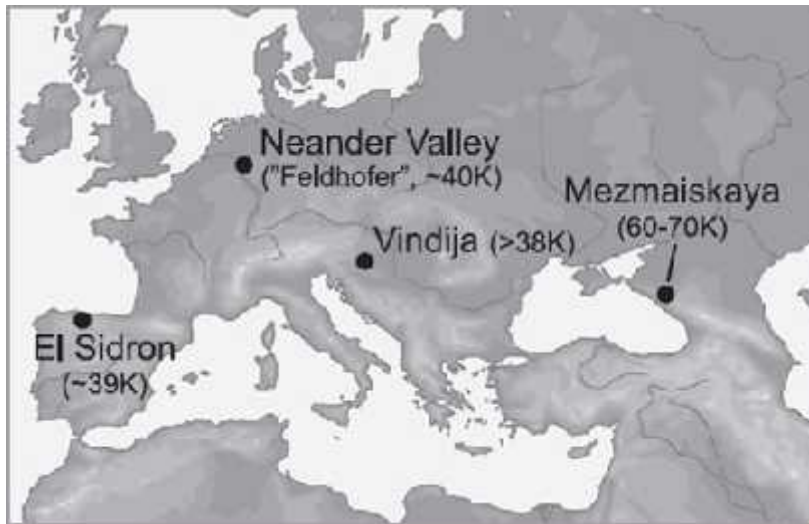 Neander Valley
("Feldhofer", ~40K)
Mezmaiskaya
(60-70K)
Vindija (>38K)
El Sidron
(~39K)